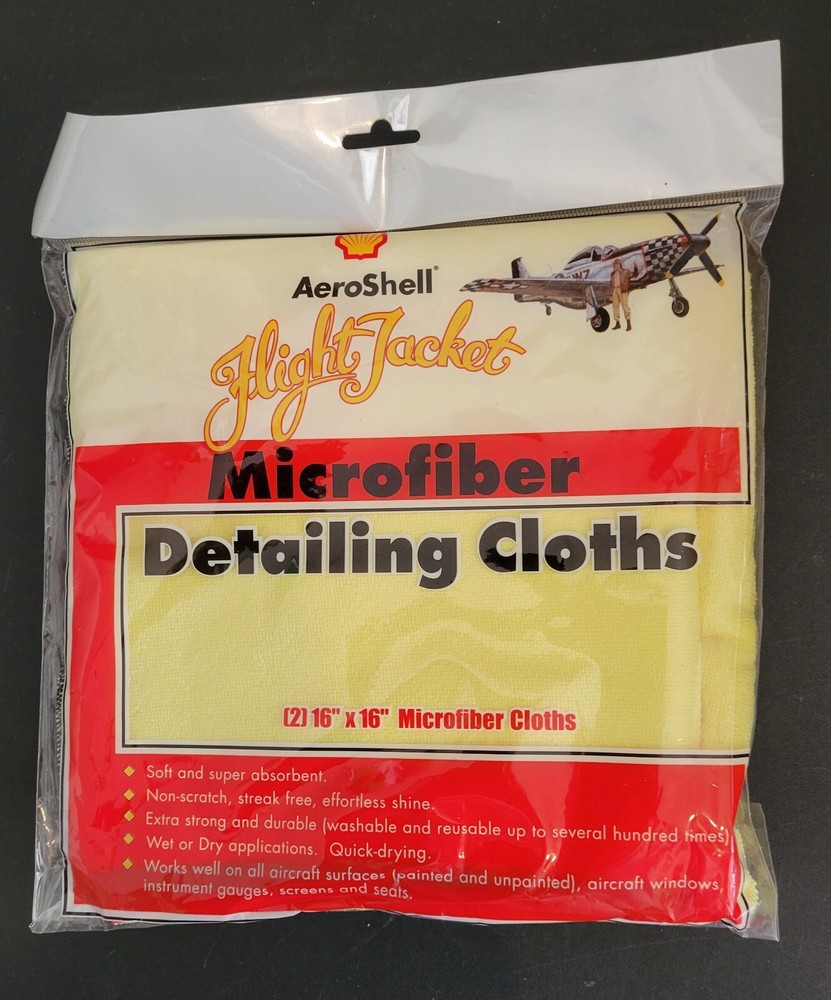 AeroShell®
Flight Jacket
WZ
Microfiber
Detailing Cloths
(2) 16" x 16" Microfiber Cloths
Soft and super absorbent.
Non-scratch, streak free, effortless shine.
Extra strong and durable (washable and reusable up to several hundred times)
Wet or Dry applications. Quick-drying.
Works well on all aircraft surfaces (painted and unpainted), aircraft windows,
instrument gauges, screens and seats.